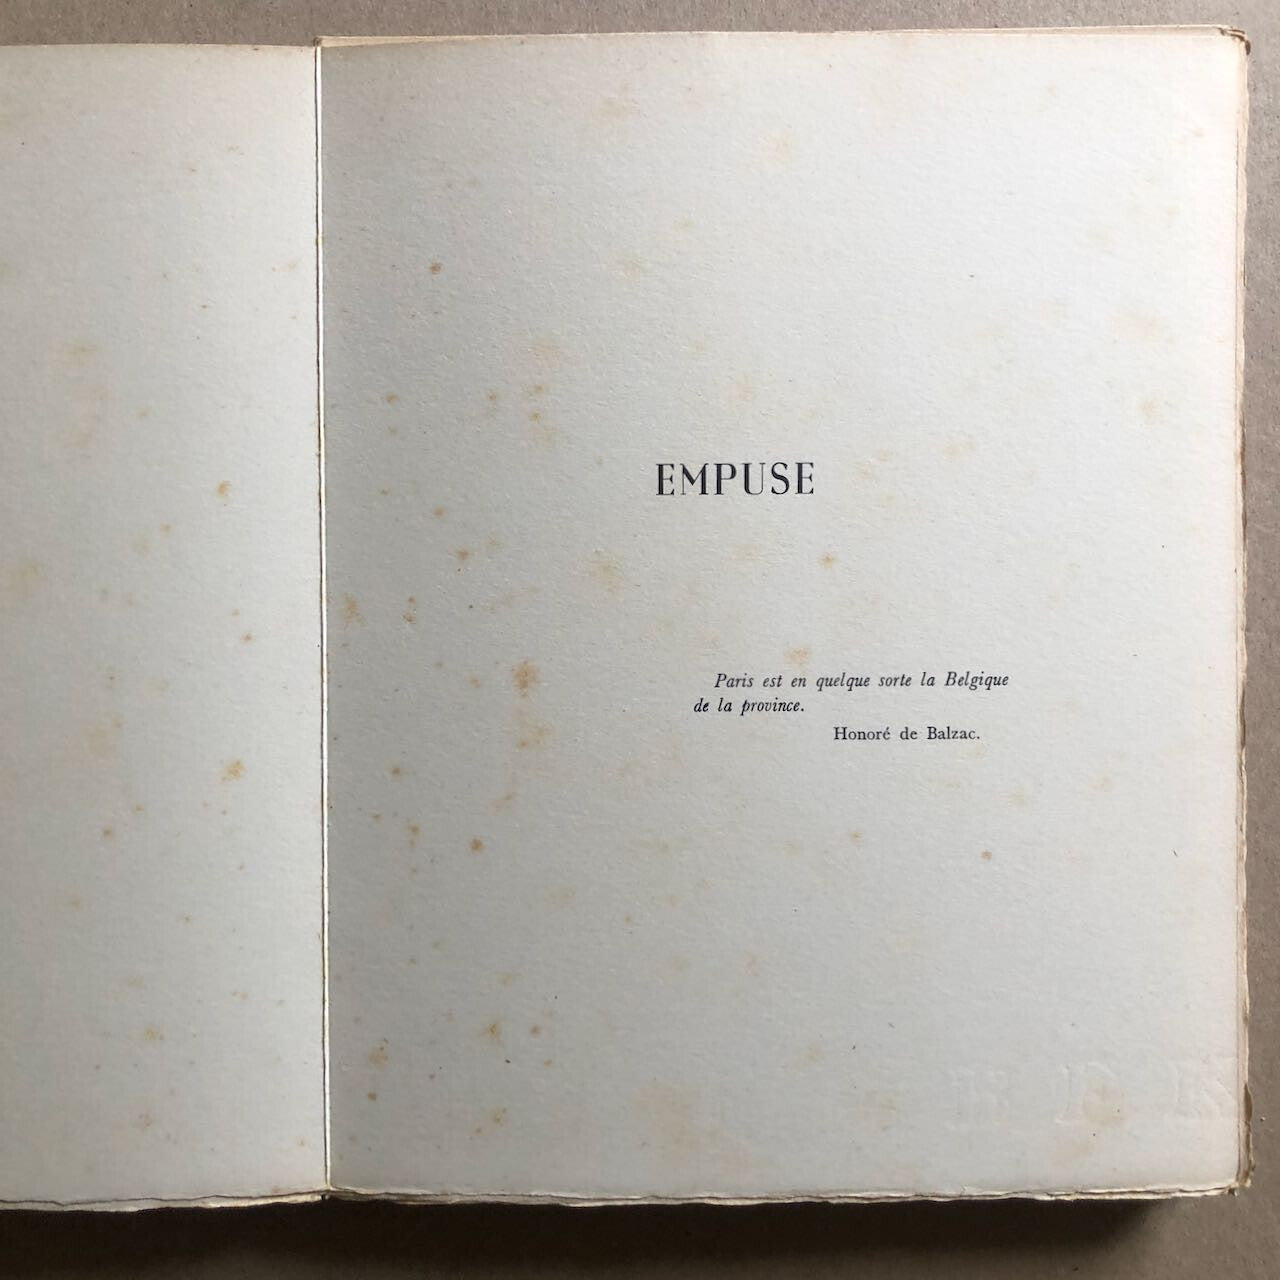 EMPUSE
Paris est en quelque sorte la Belgique
de la province.
Honoré de Balzac.